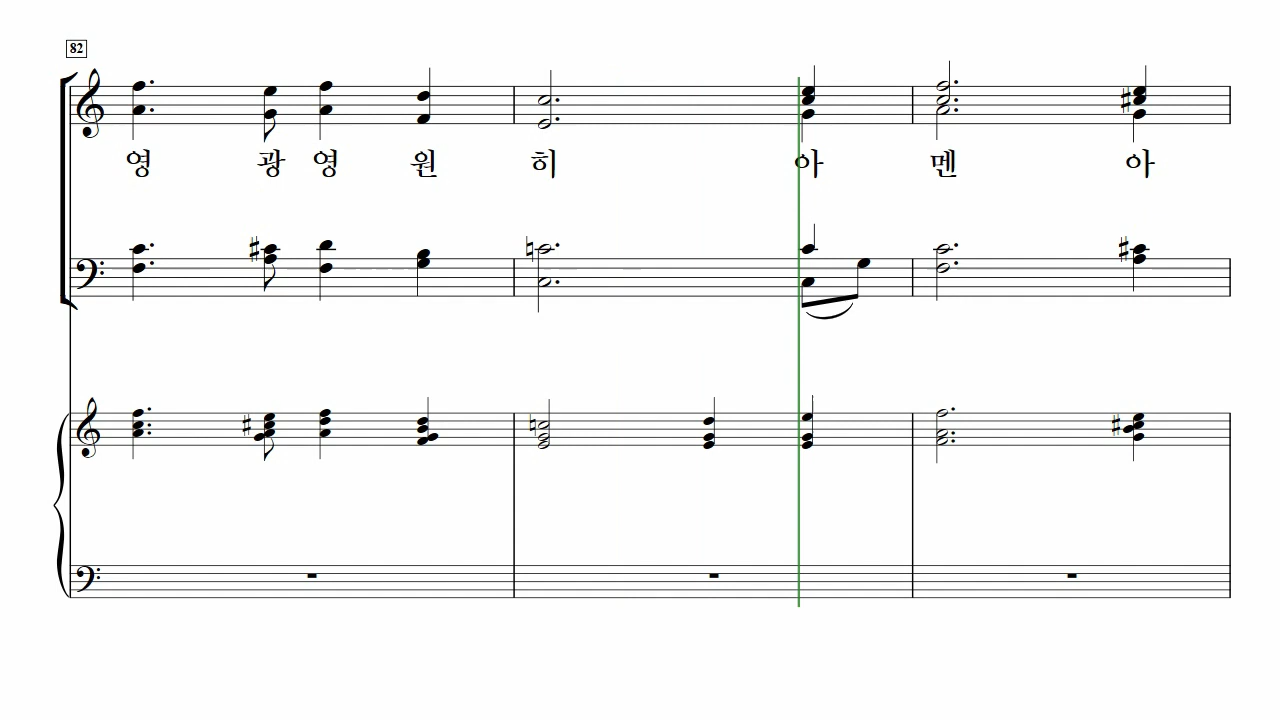 82
영 광 영 원 히 아 멘 아